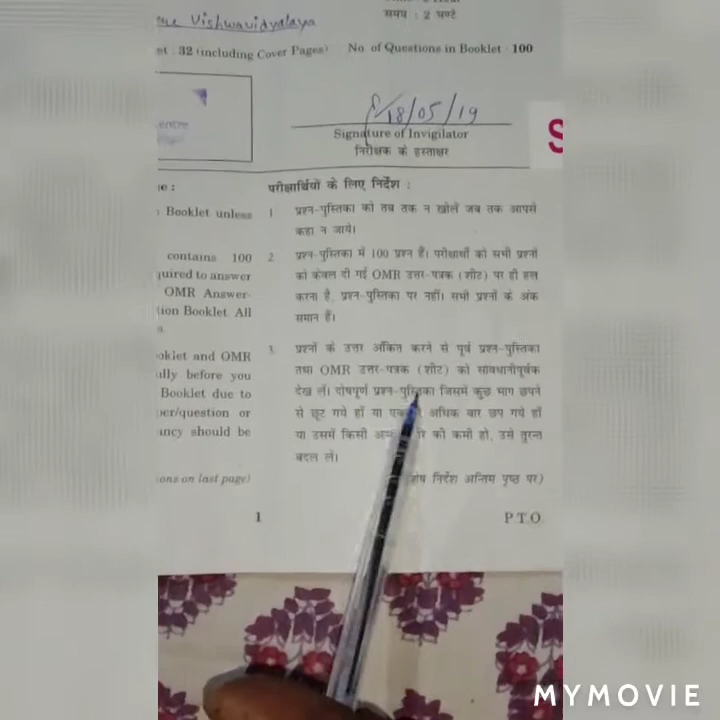 Vishwavidyalaya
समय : 2 घण्टे
32 (including Cover Pages) No of Questions in Booklet : 100
entre
18/05/19
Signature of Invigilator
निरीक्षक के हस्ताक्षर
S
परीक्षार्थियों के लिए निर्देश :
Booklet unless 1 प्रश्न-पुस्तिका को तब तक न खोलें जब तक आपसे
कहा न जाये।
contains 100 2 प्रश्न-पुस्तिका में 100 प्रश्न हैं। परीक्षार्थी को सभी प्रश्नों
quired to answer को केवल दी गई OMR उत्तर-पत्रक (शीट) पर ही हल
OMR Answer- करना है, प्रश्न-पुस्तिका पर नहीं। सभी प्रश्नों के अंक
tion Booklet. All समान हैं।
3 प्रश्नों के उत्तर अंकित करने से पूर्व प्रश्न-पुस्तिका
oklet and OMR तथा OMR उत्तर-पत्रक (शीट) को सावधानीपूर्वक
ully before you देख लें। दोषपूर्ण प्रश्न-पुस्तिका जिसमें कुछ भाग छपने
Booklet due to से छूट गये हों या अधिक बार छप गये हों
per/question or या उसमें किसी की कमी हो, उसे तुरन्त
ancy should be बदल लें।
ons on last page) शेष निर्देश अन्तिम पृष्ठ पर)
1 P.T.O.
MYMOVIE